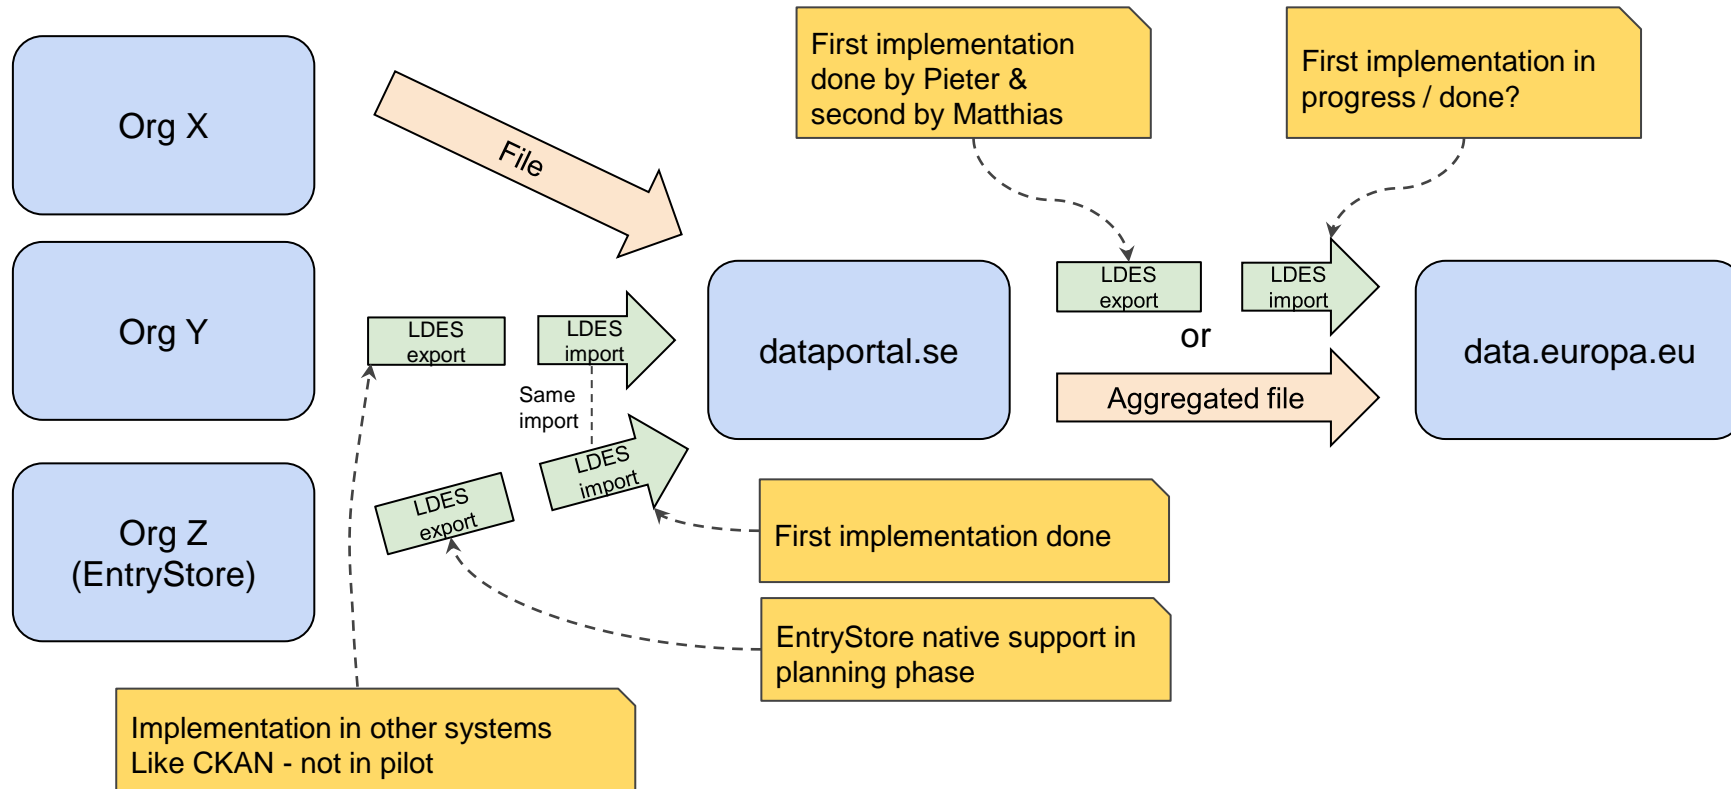 First implementation
done by Pieter &
second by Matthias
First implementation in
progress / done?
Org X
File
Org Y
LDES
export
LDES
import
Same
import
dataportal.se
LDES
export
LDES
import
or
Aggregated file
data.europa.eu
Org Z
(EntryStore)
LDES
export
LDES
import
First implementation done
EntryStore native support in
planning phase
Implementation in other systems
Like CKAN - not in pilot